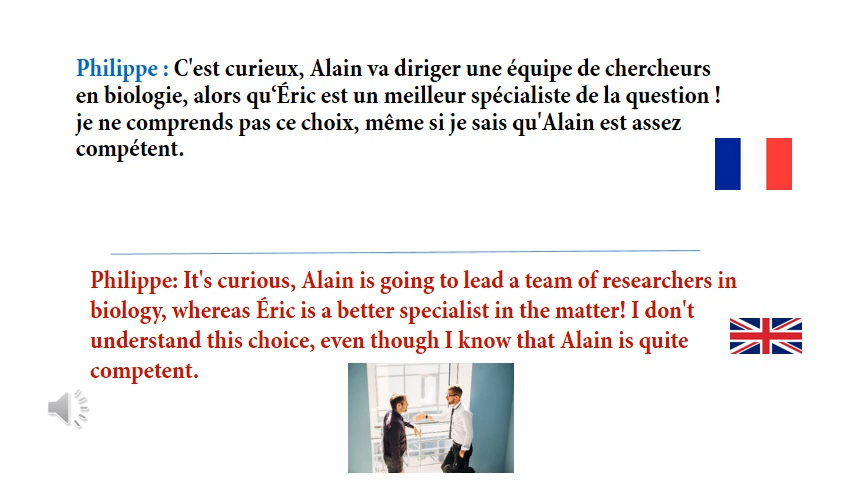 Philippe : C'est curieux, Alain va diriger une équipe de chercheurs
en biologie, alors qu‘Éric est un meilleur spécialiste de la question !
je ne comprends pas ce choix, même si je sais qu'Alain est assez
compétent.
Philippe: It's curious, Alain is going to lead a team of researchers in
biology, whereas Éric is a better specialist in the matter! I don't
understand this choice, even though I know that Alain is quite
competent.